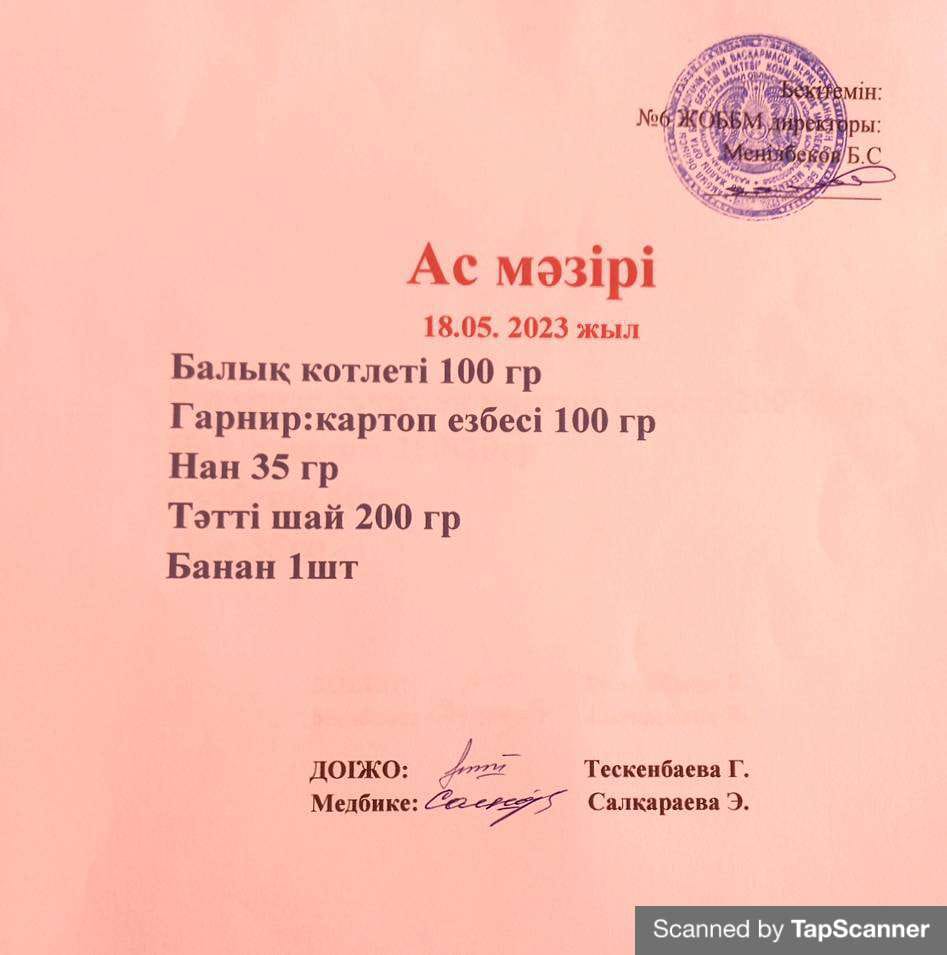 Бекітемін:
№6 ЖОББМ директоры:
Меңілбеков Б.С
Ас мәзірі
18.05. 2023 жыл
Балық котлеті 100 гр
Гарнир:картоп езбесі 100 гр
Нан 35 гр
Тәтті шай 200 гр
Банан 1шт
ДОІЖО: Тескенбаева Г.
Медбике: Салқараева Э.
Scanned by TapScanner